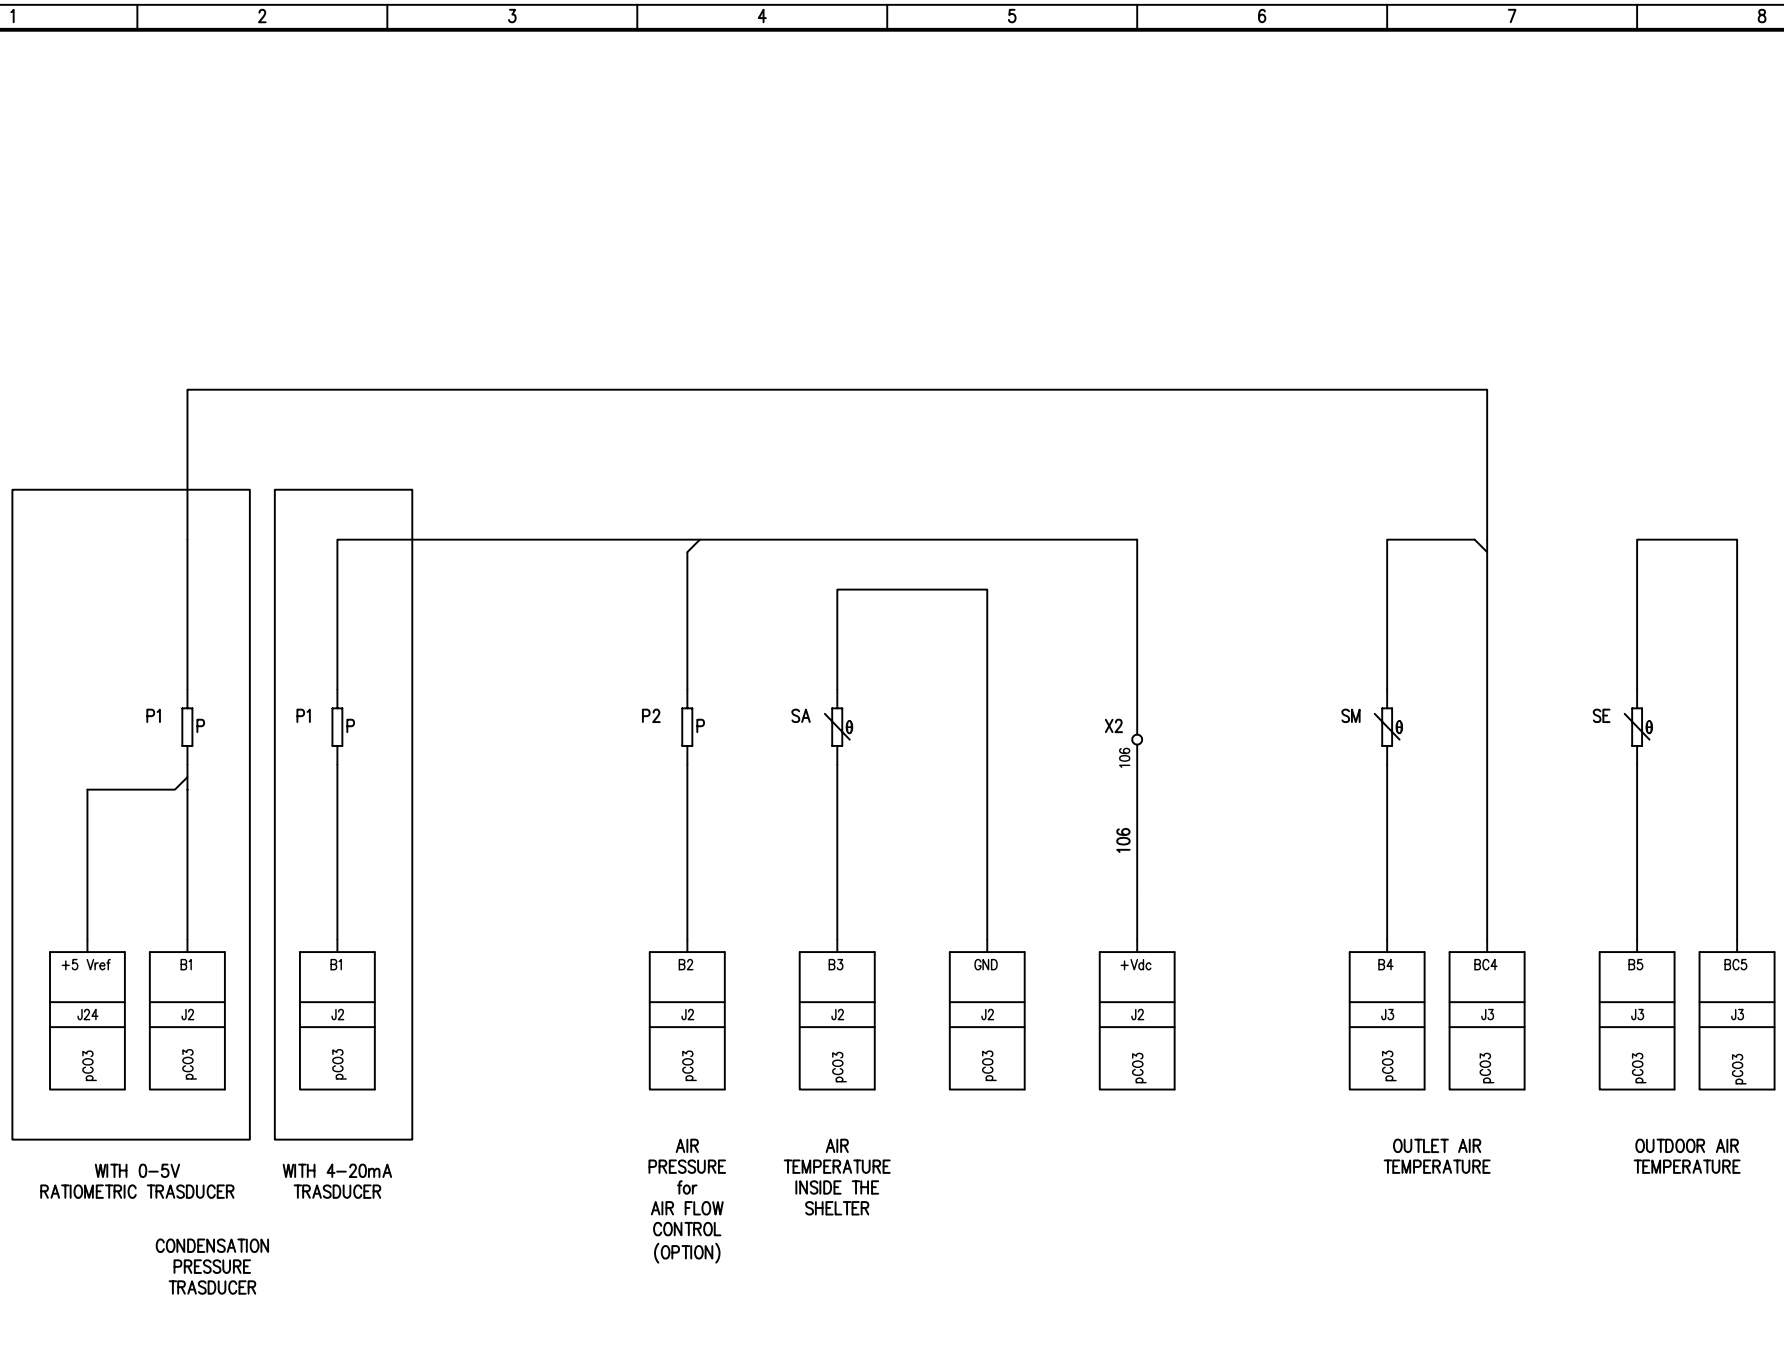 1 2 3 4 5 6 7 8
P1 P P1 P P2 P SA θ X2 SM θ SE θ
106
106
+5 Vref B1 B1 B2 B3 GND +Vdc B4 BC4 B5 BC5
J24 J2 J2 J2 J2 J2 J2 J3 J3 J3 J3
pCO3 pCO3 pCO3 pCO3 pCO3 pCO3 pCO3 pCO3 pCO3 pCO3 pCO3
WITH 0-5V
RATIOMETRIC TRASDUCER
WITH 4-20mA
TRASDUCER
CONDENSATION
PRESSURE
TRASDUCER
AIR
PRESSURE
for
AIR FLOW
CONTROL
(OPTION)
AIR
TEMPERATURE
INSIDE THE
SHELTER
OUTLET AIR
TEMPERATURE
OUTDOOR AIR
TEMPERATURE